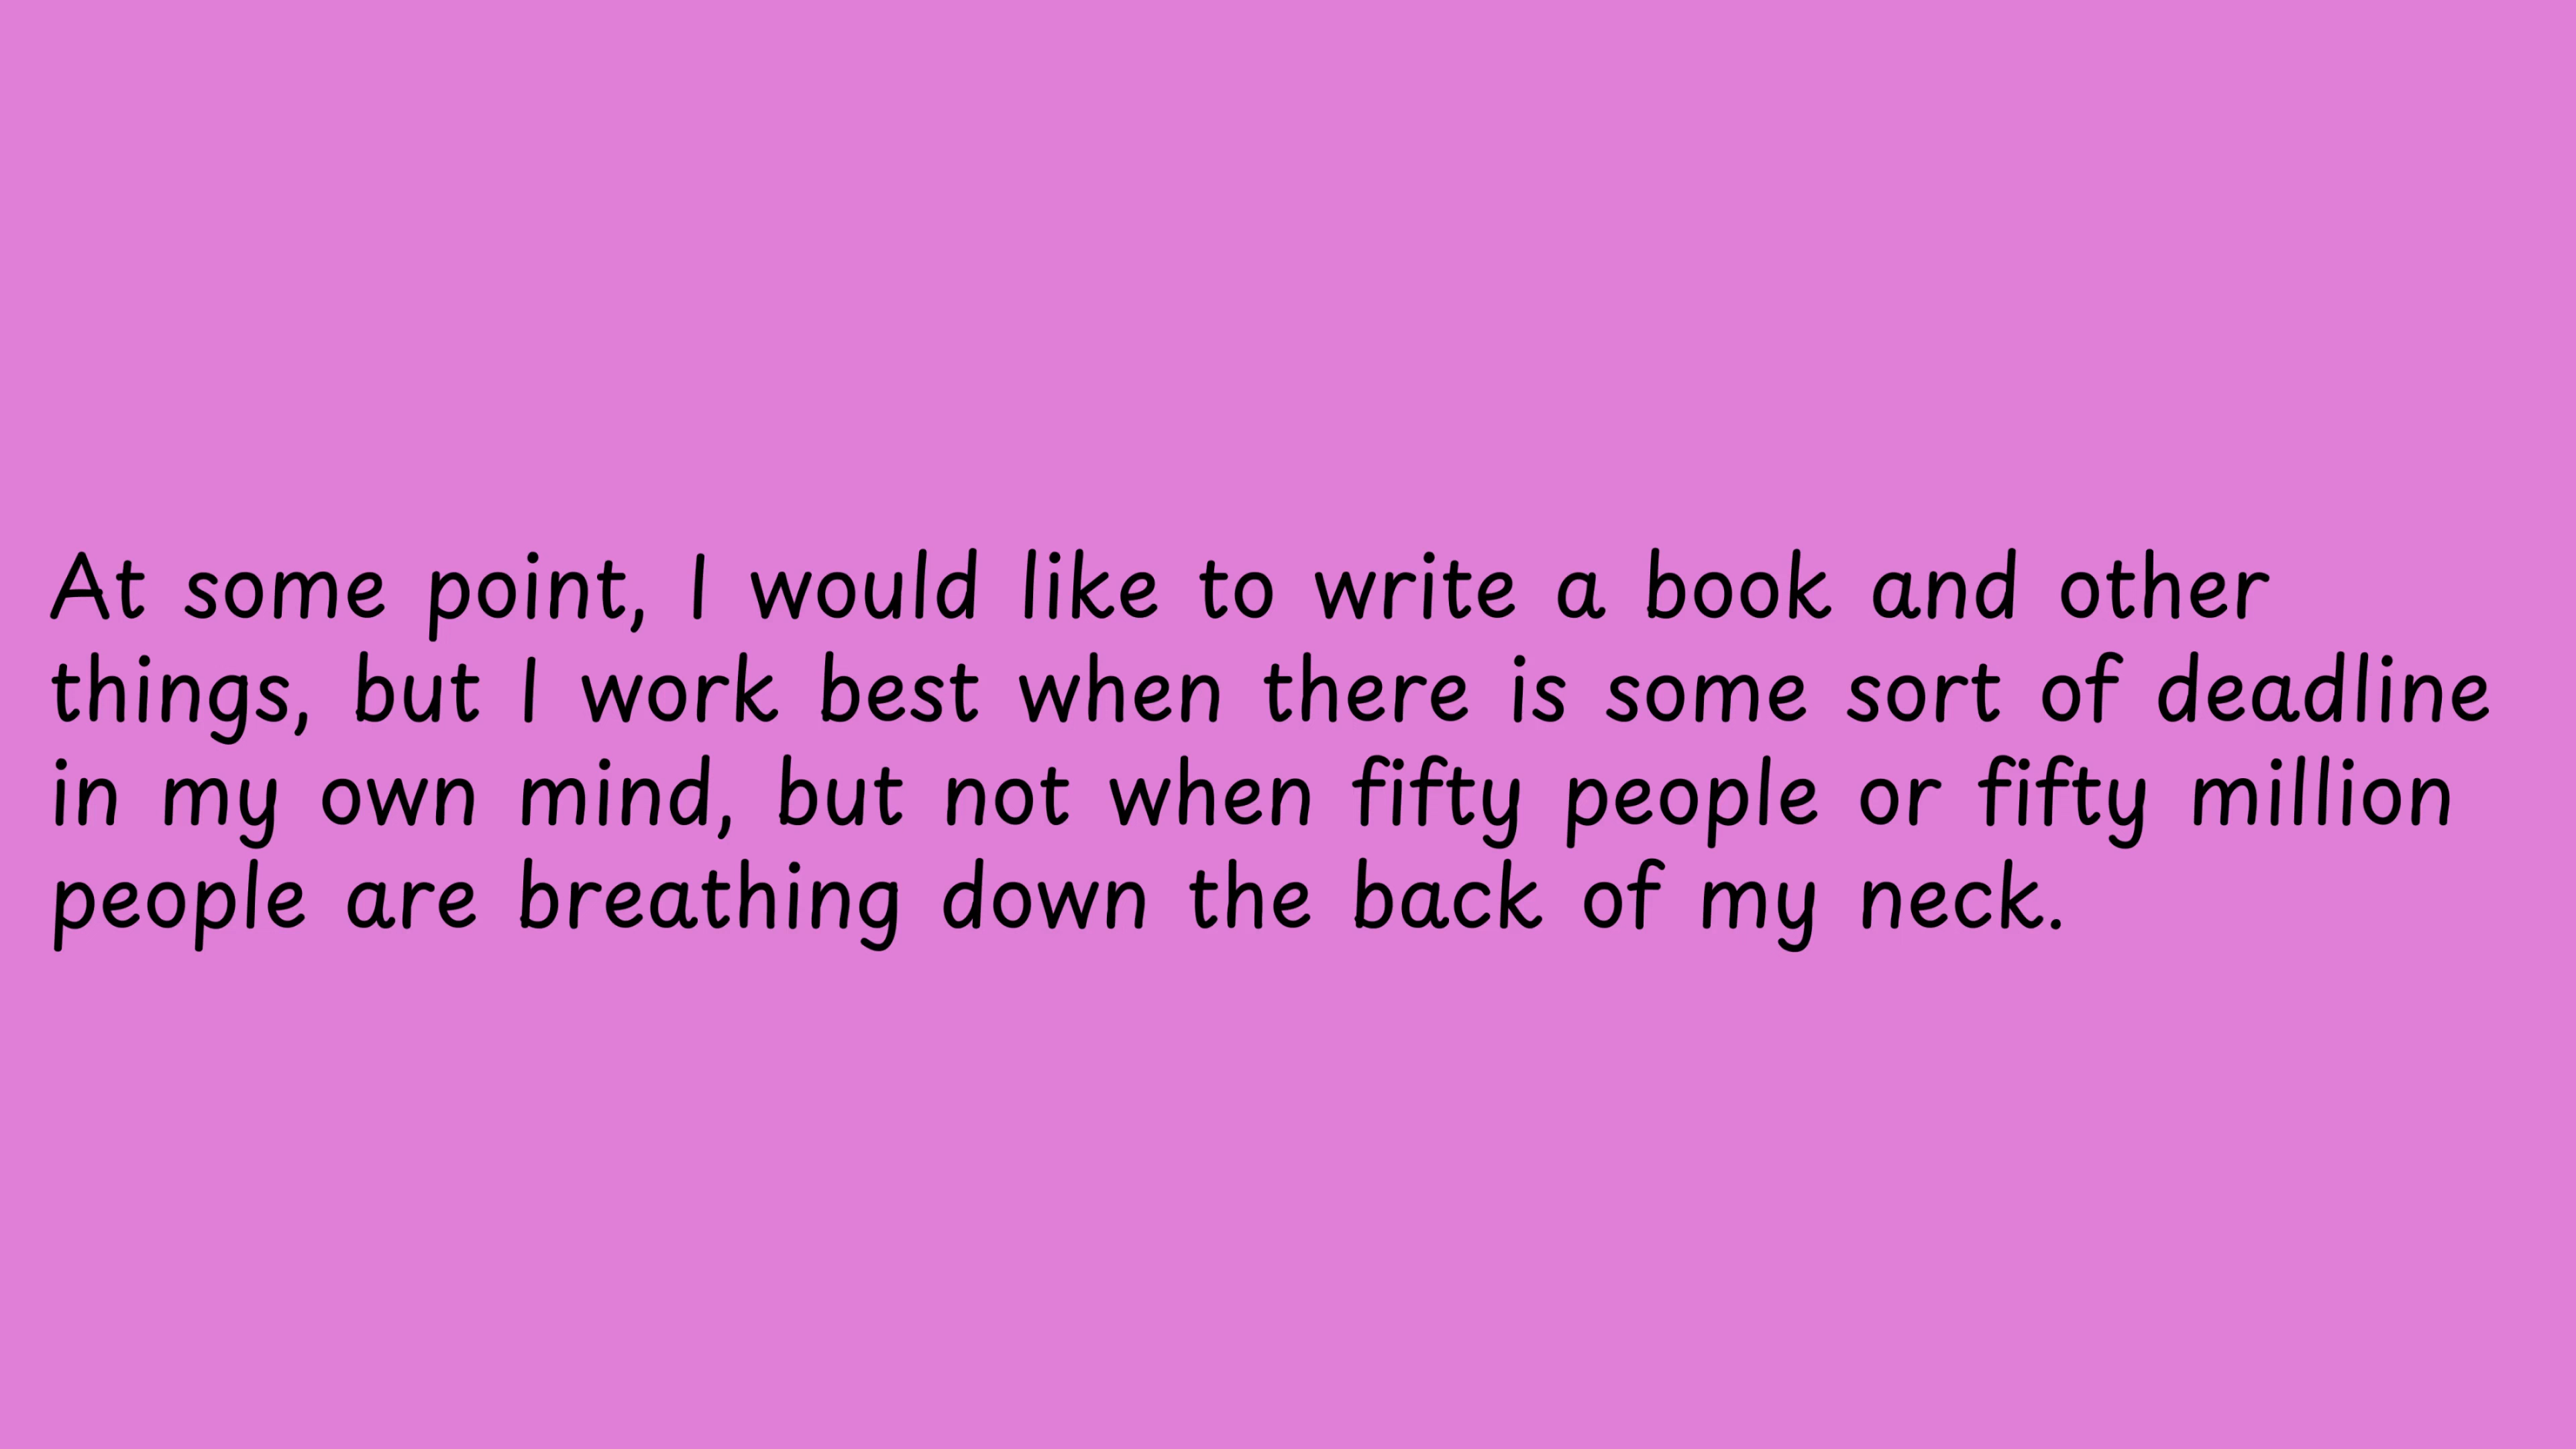 At some point, I would like to write a book and other
things, but I work best when there is some sort of deadline
in my own mind, but not when fifty people or fifty million
people are breathing down the back of my neck.